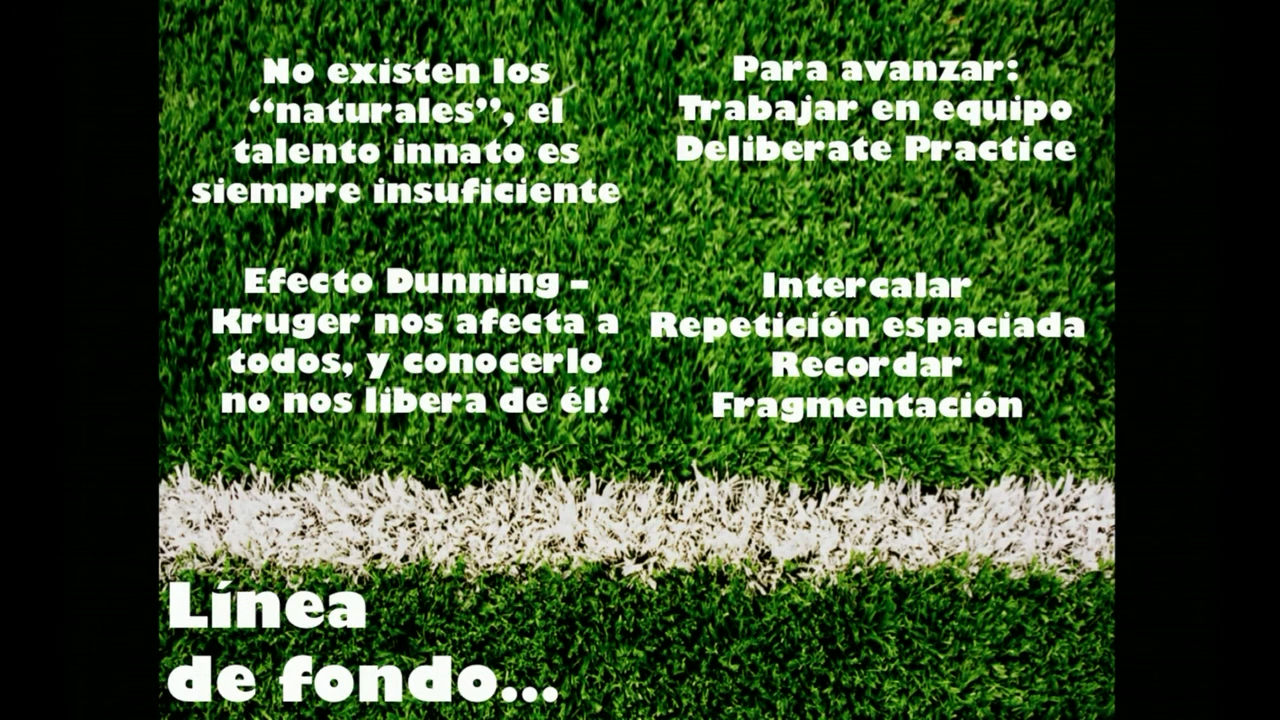 No existen los
“naturales”, el
talento innato es
siempre insuficiente
Para avanzar:
Trabajar en equipo
Deliberate Practice
Efecto Dunning –
Kruger nos afecta a
todos, y conocerlo
no nos libera de él!
Intercalar
Repetición espaciada
Recordar
Fragmentación
Línea
de fondo...